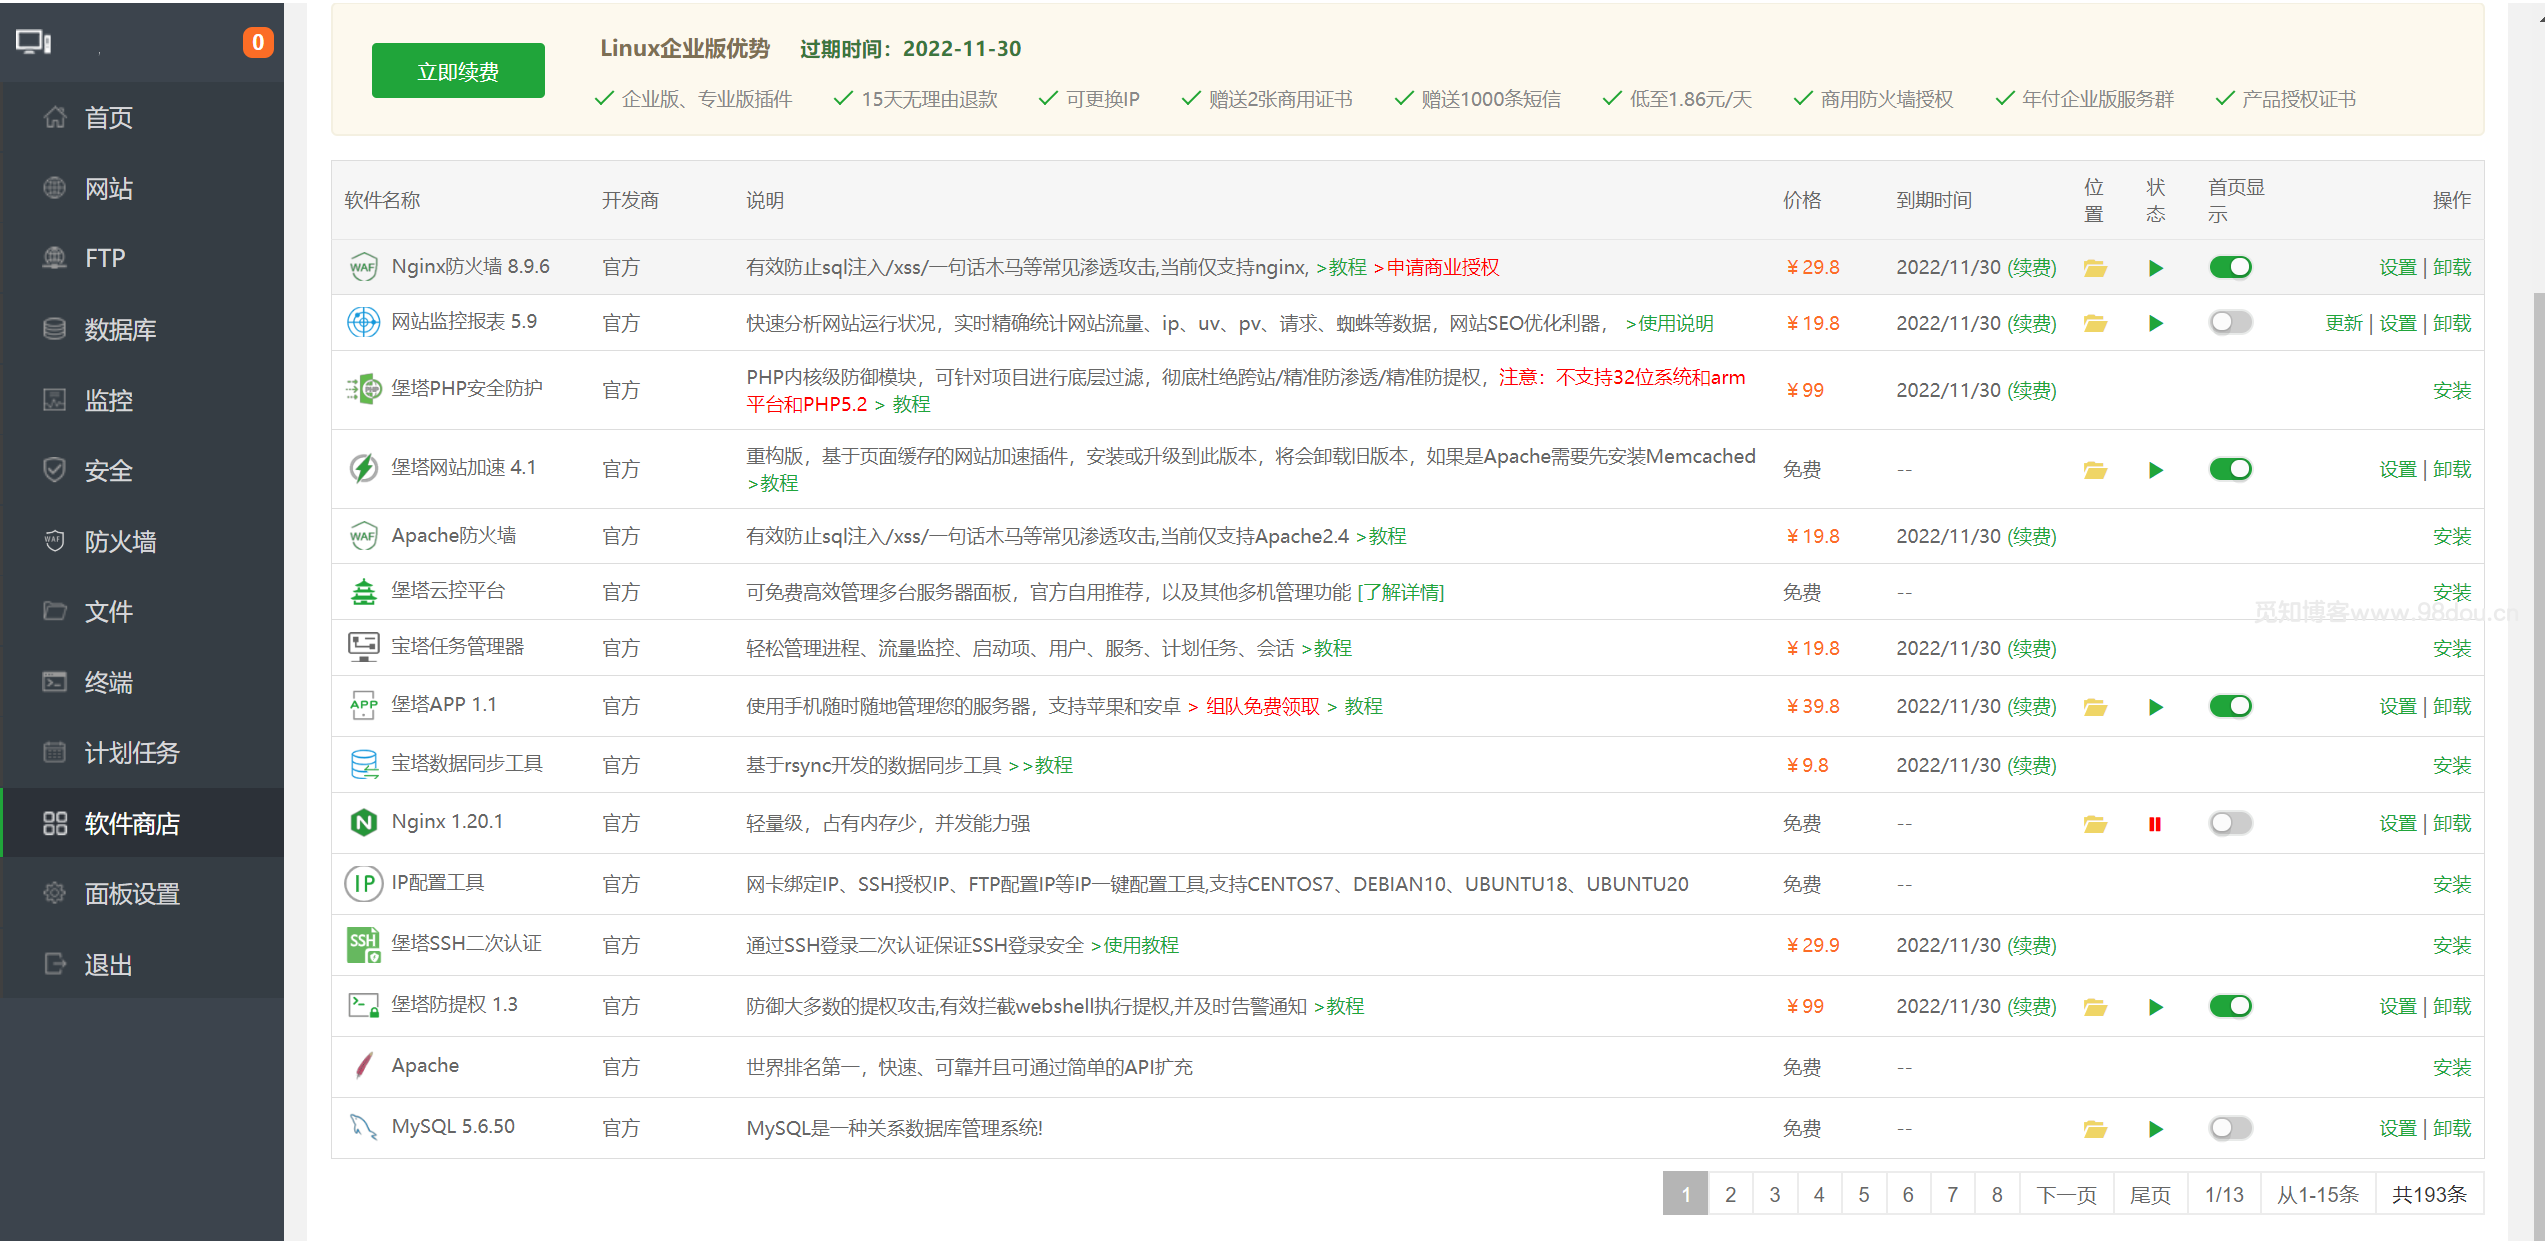 0
首页
网站
FTP
数据库
监控
安全
防火墙
文件
终端
计划任务
软件商店
面板设置
退出
立即续费
Linux企业版优势 过期时间：2022-11-30
企业版、专业版插件 15天无理由退款 可更换IP 赠送2张商用证书 赠送1000条短信 低至1.86元/天 商用防火墙授权 年付企业版服务群 产品授权证书
软件名称 开发商 说明 价格 到期时间 位置 状态 首页显示 操作
WAF Nginx防火墙 8.9.6 官方 有效防止sql注入/xss/一句话木马等常见渗透攻击,当前仅支持nginx, >教程 >申请商业授权 ￥29.8 2022/11/30 (续费) 设置 | 卸载
网站监控报表 5.9 官方 快速分析网站运行状况，实时精确统计网站流量、ip、uv、pv、请求、蜘蛛等数据，网站SEO优化利器， >使用说明 ￥19.8 2022/11/30 (续费) 更新 | 设置 | 卸载
堡塔PHP安全防护 官方 PHP内核级防御模块，可针对项目进行底层过滤，彻底杜绝跨站/精准防渗透/精准防提权，注意：不支持32位系统和arm
平台和PHP5.2 > 教程 ￥99 2022/11/30 (续费) 安装
堡塔网站加速 4.1 官方 重构版，基于页面缓存的网站加速插件，安装或升级到此版本，将会卸载旧版本，如果是Apache需要先安装Memcached
>教程 免费 -- 设置 | 卸载
WAF Apache防火墙 官方 有效防止sql注入/xss/一句话木马等常见渗透攻击,当前仅支持Apache2.4 >教程 ￥19.8 2022/11/30 (续费) 安装
堡塔云控平台 官方 可免费高效管理多台服务器面板，官方自用推荐，以及其他多机管理功能 [了解详情] 免费 -- 安装
觅知博客www.98dou.cn
宝塔任务管理器 官方 轻松管理进程、流量监控、启动项、用户、服务、计划任务、会话 >教程 ￥19.8 2022/11/30 (续费) 安装
APP 堡塔APP 1.1 官方 使用手机随时随地管理您的服务器，支持苹果和安卓 > 组队免费领取 > 教程 ￥39.8 2022/11/30 (续费) 设置 | 卸载
宝塔数据同步工具 官方 基于rsync开发的数据同步工具 >>教程 ￥9.8 2022/11/30 (续费) 安装
N Nginx 1.20.1 官方 轻量级，占有内存少，并发能力强 免费 -- 设置 | 卸载
IP IP配置工具 官方 网卡绑定IP、SSH授权IP、FTP配置IP等IP一键配置工具,支持CENTOS7、DEBIAN10、UBUNTU18、UBUNTU20 免费 -- 安装
SSH 堡塔SSH二次认证 官方 通过SSH登录二次认证保证SSH登录安全 >使用教程 ￥29.9 2022/11/30 (续费) 安装
堡塔防提权 1.3 官方 防御大多数的提权攻击,有效拦截webshell执行提权,并及时告警通知 >教程 ￥99 2022/11/30 (续费) 设置 | 卸载
Apache 官方 世界排名第一，快速、可靠并且可通过简单的API扩充 免费 -- 安装
MySQL 5.6.50 官方 MySQL是一种关系数据库管理系统! 免费 -- 设置 | 卸载
1 2 3 4 5 6 7 8 下一页 尾页 1/13 从1-15条 共193条